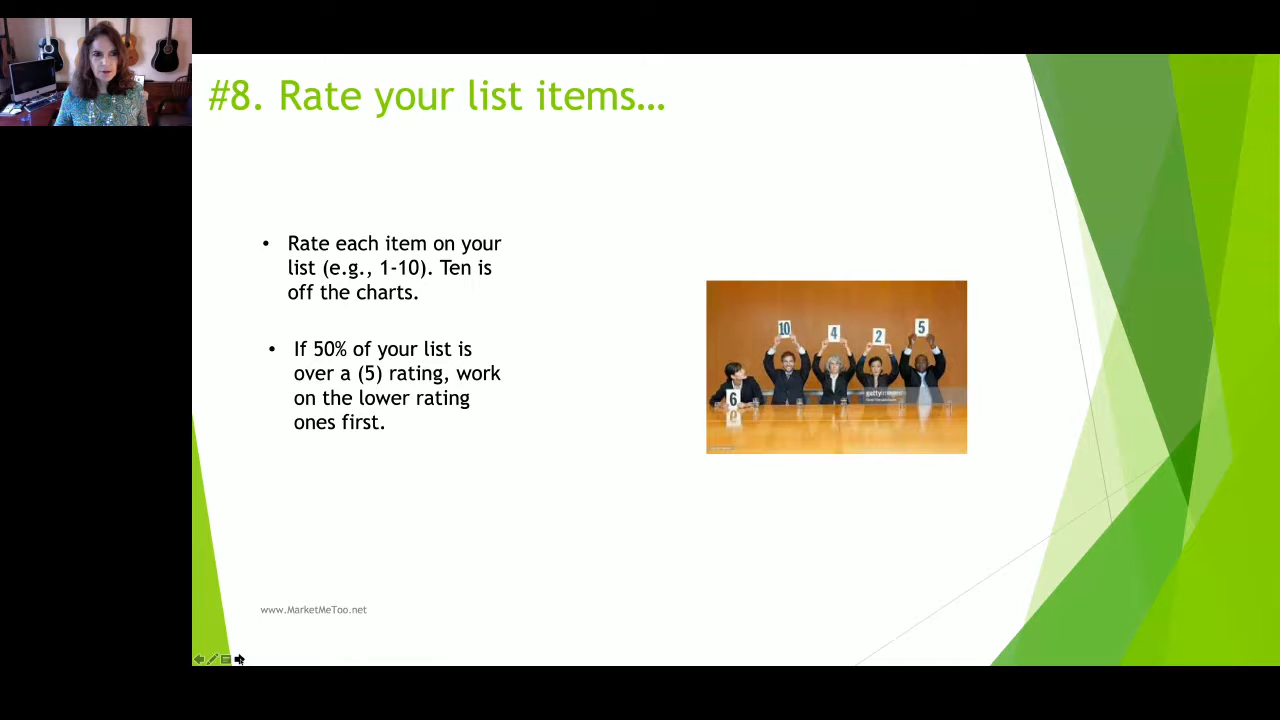 #8. Rate your list items…
• Rate each item on your
list (e.g., 1-10). Ten is
off the charts.
• If 50% of your list is
over a (5) rating, work
on the lower rating
ones first.
10
4
2
5
6
gettyimages
www.MarketMeToo.net